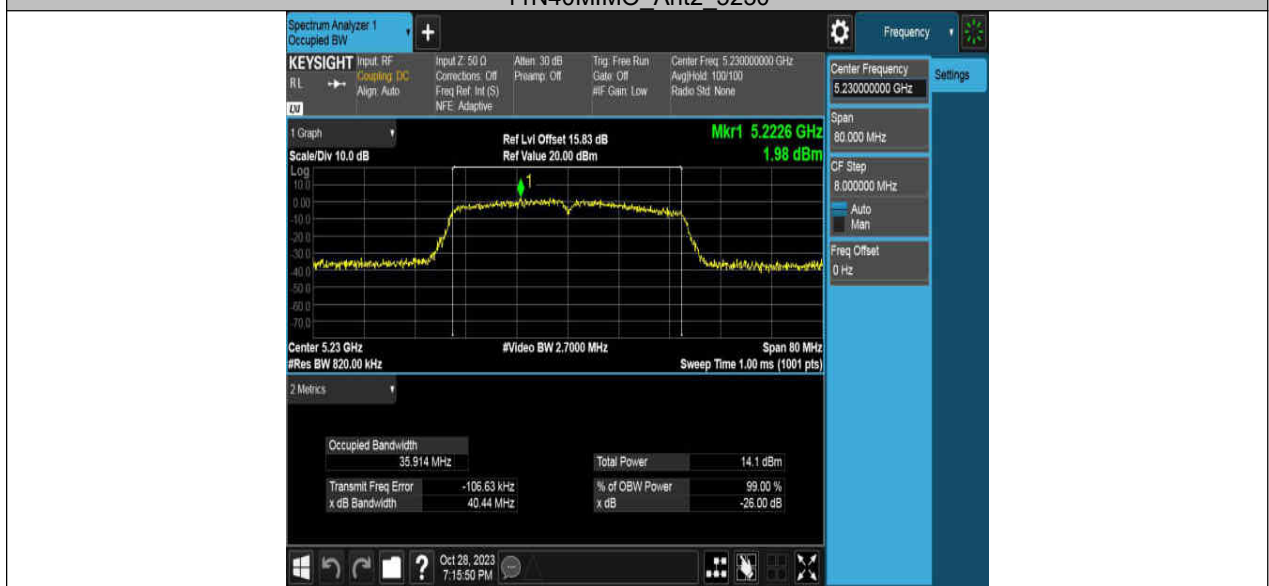 11N40MIMO_Ant2_5230
Spectrum Analyzer 1
Occupied BW
Frequency
KEYSIGHT
RL
Input: RF
Coupling: DC
Align: Auto
Input Z: 50 Ω
Corrections: Off
Freq Ref: Int (S)
NFE: Adaptive
Atten: 30 dB
Preamp: Off
Trig: Free Run
Gate: Off
#IF Gain: Low
Center Freq: 5.230000000 GHz
Avg|Hold: 100/100
Radio Std: None
Center Frequency
5.230000000 GHz
Settings
Span
80.000 MHz
CF Step
8.000000 MHz
Auto
Man
Freq Offset
0 Hz
1 Graph
Scale/Div 10.0 dB
Ref Lvl Offset 15.83 dB
Ref Value 20.00 dBm
Mkr1 5.2226 GHz
1.98 dBm
Log
10.0
0.00
-10.0
-20.0
-30.0
-40.0
-50.0
-60.0
-70.0
1
Center 5.23 GHz
#Res BW 820.00 kHz
#Video BW 2.7000 MHz
Span 80 MHz
Sweep Time 1.00 ms (1001 pts)
2 Metrics
Occupied Bandwidth
35.914 MHz
Total Power 14.1 dBm
Transmit Freq Error -106.63 kHz
% of OBW Power 99.00 %
x dB Bandwidth 40.44 MHz
x dB -26.00 dB
Oct 28, 2023
7:15:50 PM